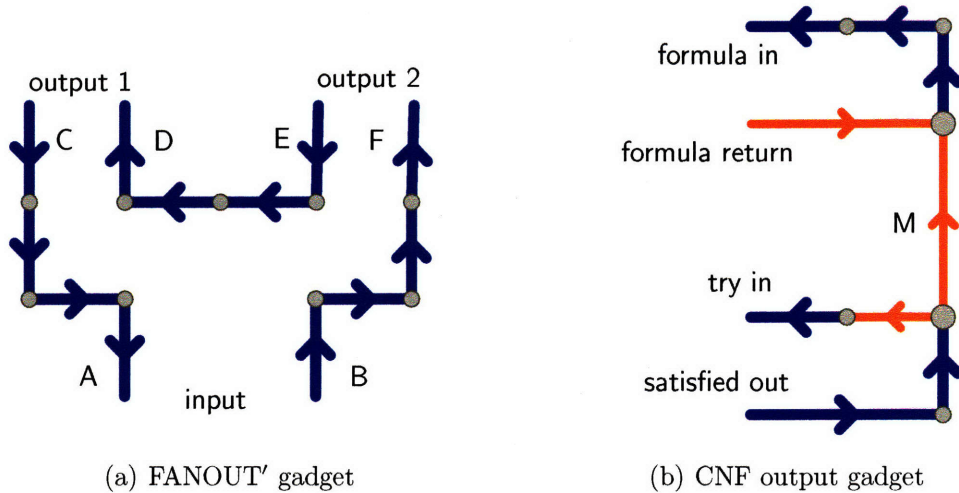 output 1
output 2
C
D
E
F
A
input
B
(a) FANOUT′ gadget
formula in
formula return
M
try in
satisfied out
(b) CNF output gadget